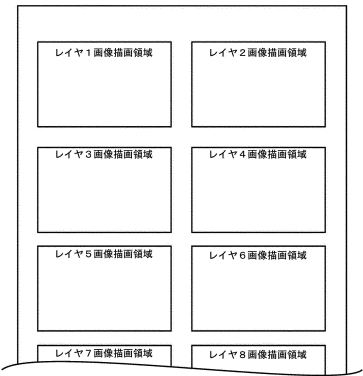 レイヤ1画像描画領域
レイヤ2画像描画領域
レイヤ3画像描画領域
レイヤ4画像描画領域
レイヤ5画像描画領域
レイヤ6画像描画領域
レイヤ7画像描画領域
レイヤ8画像描画領域